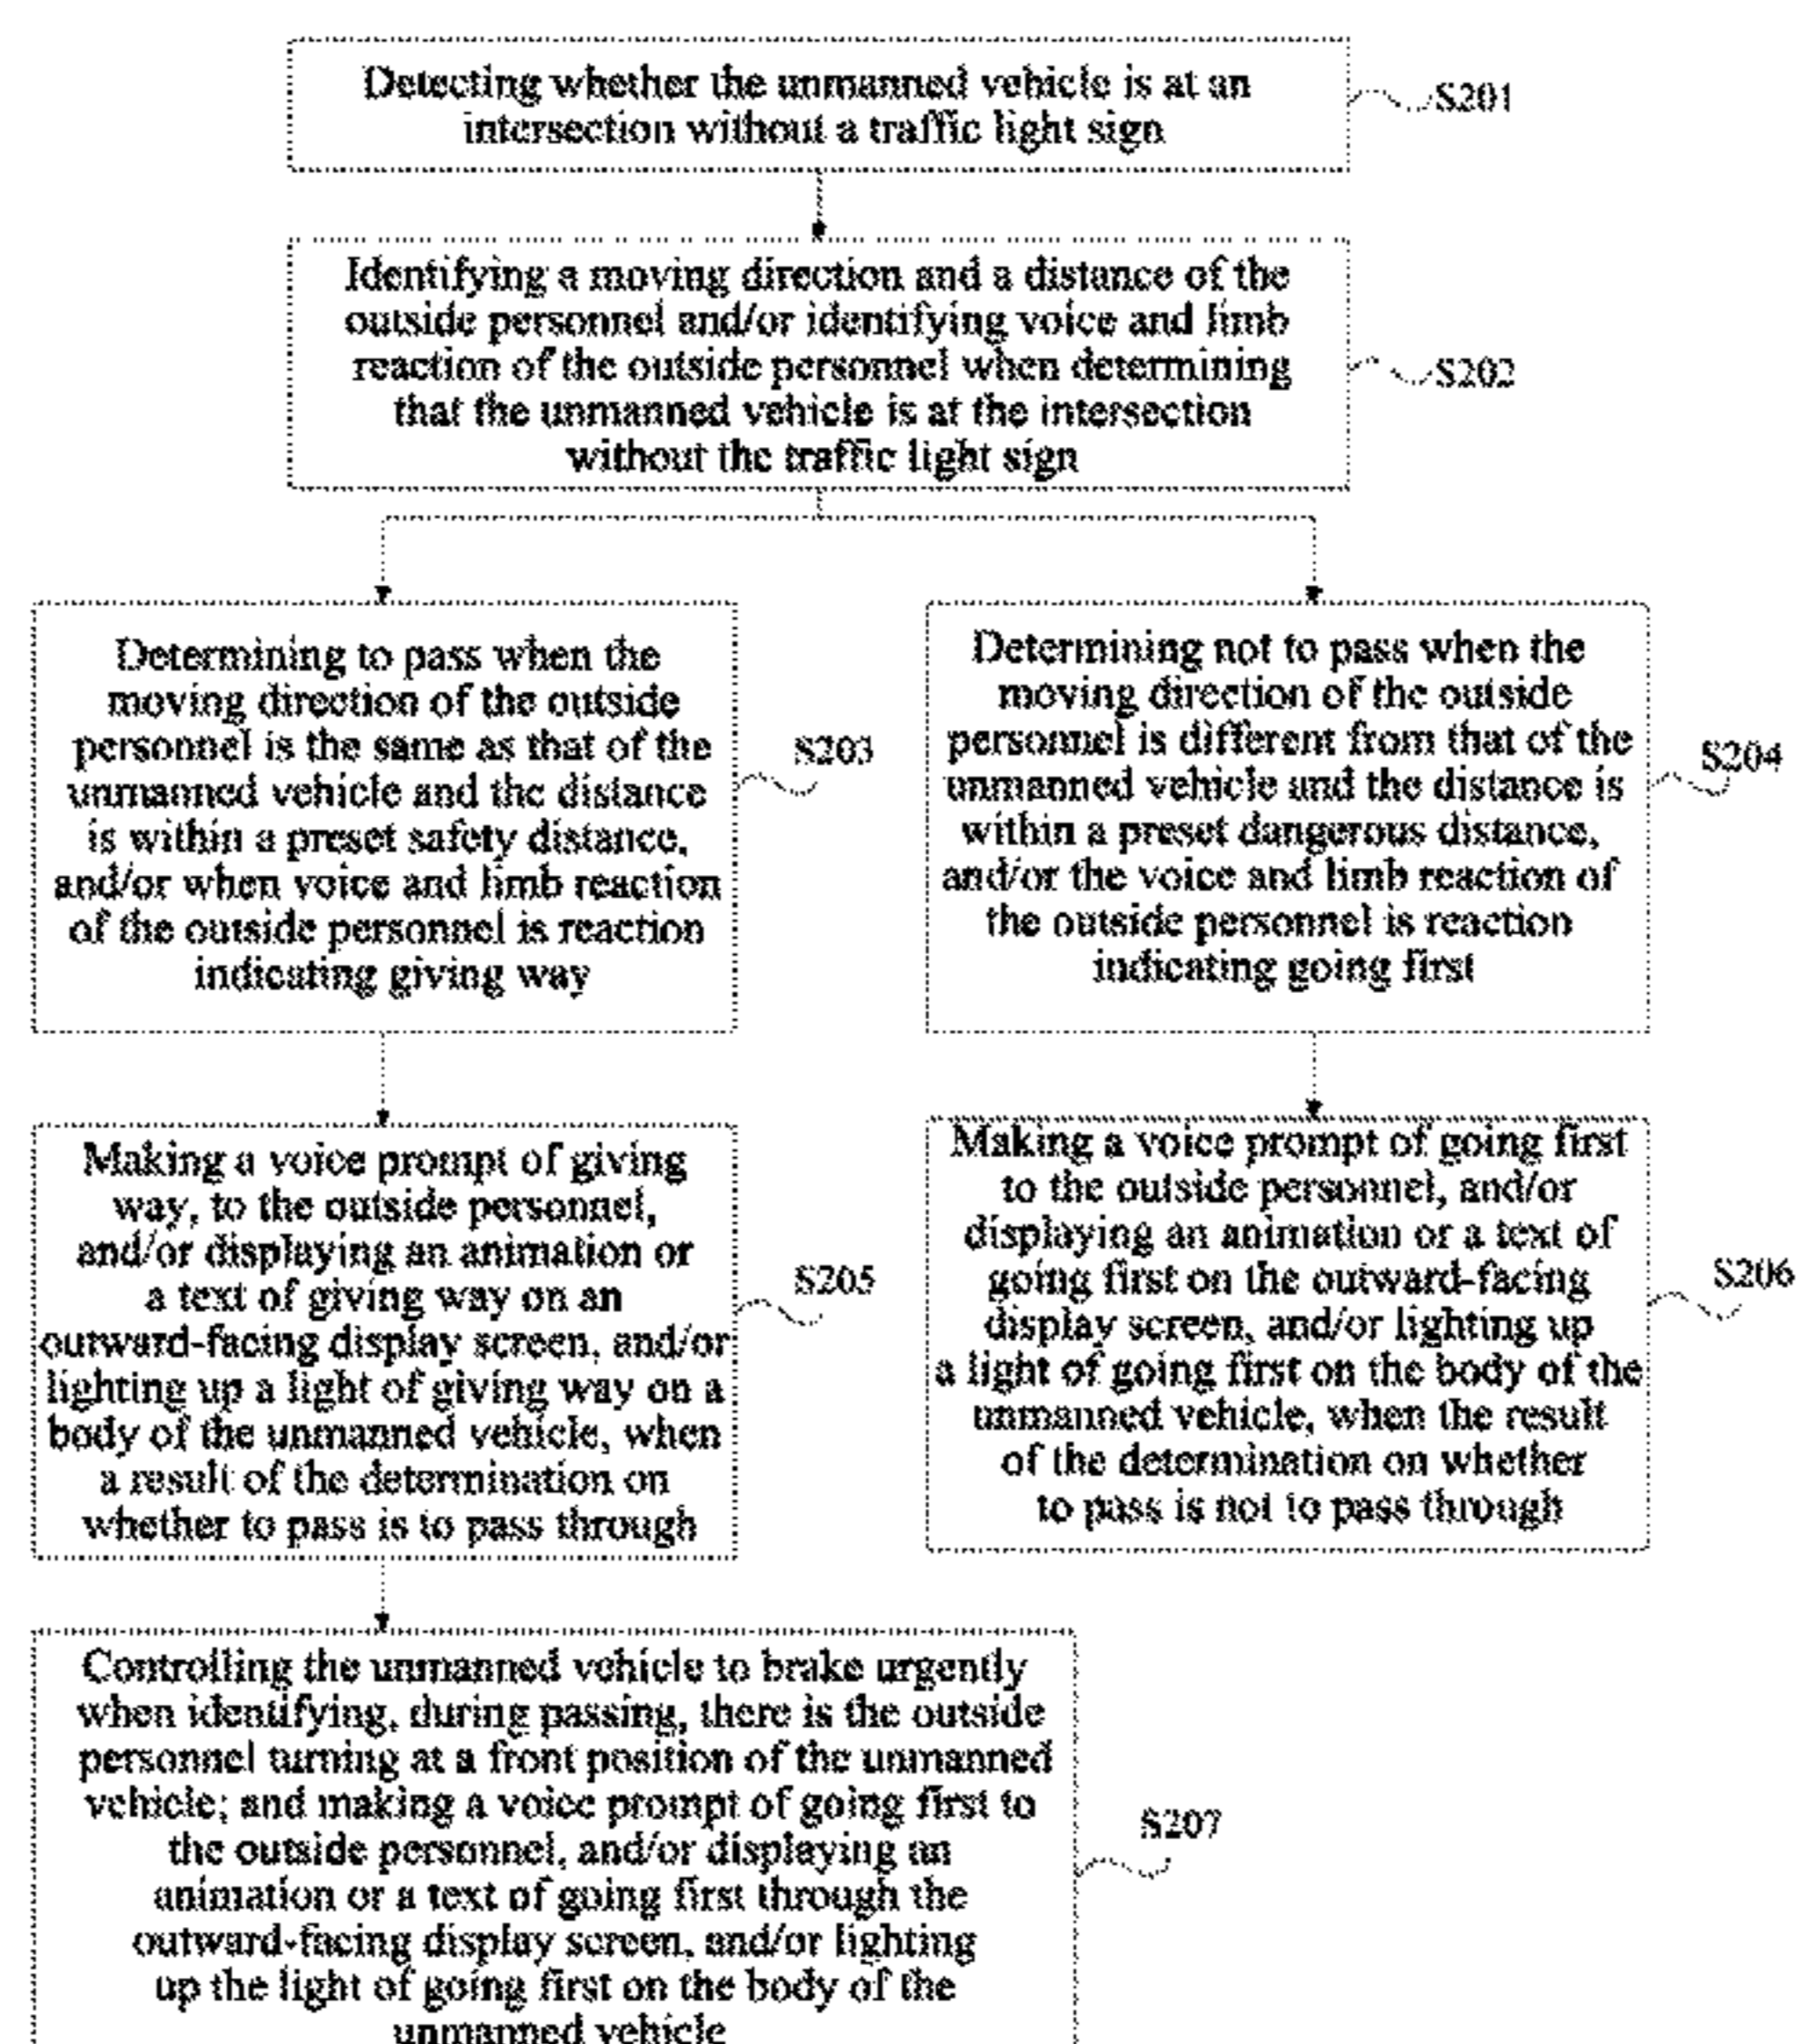 Detecting whether the unmanned vehicle is at an
intersection without a traffic light sign
S201
Identifying a moving direction and a distance of the
outside personnel and/or identifying voice and limb
reaction of the outside personnel when determining
that the unmanned vehicle is at the intersection
without the traffic light sign
S202
Determining to pass when the
moving direction of the outside
personnel is the same as that of the
unmanned vehicle and the distance
is within a preset safety distance,
and/or when voice and limb reaction
of the outside personnel is reaction
indicating giving way
S203
Determining not to pass when the
moving direction of the outside
personnel is different from that of the
unmanned vehicle and the distance is
within a preset dangerous distance,
and/or the voice and limb reaction of
the outside personnel is reaction
indicating going first
S204
Making a voice prompt of giving
way, to the outside personnel,
and/or displaying an animation or
a text of giving way on an
outward-facing display screen, and/or
lighting up a light of giving way on a
body of the unmanned vehicle, when
a result of the determination on
whether to pass is to pass through
S205
Making a voice prompt of going first
to the outside personnel, and/or
displaying an animation or a text of
going first on the outward-facing
display screen, and/or lighting up
a light of going first on the body of the
unmanned vehicle, when the result
of the determination on whether
to pass is not to pass through
S206
Controlling the unmanned vehicle to brake urgently
when identifying, during passing, there is the outside
personnel turning at a front position of the unmanned
vehicle; and making a voice prompt of going first to
the outside personnel, and/or displaying an
animation or a text of going first through the
outward-facing display screen, and/or lighting
up the light of going first on the body of the
unmanned vehicle
S207